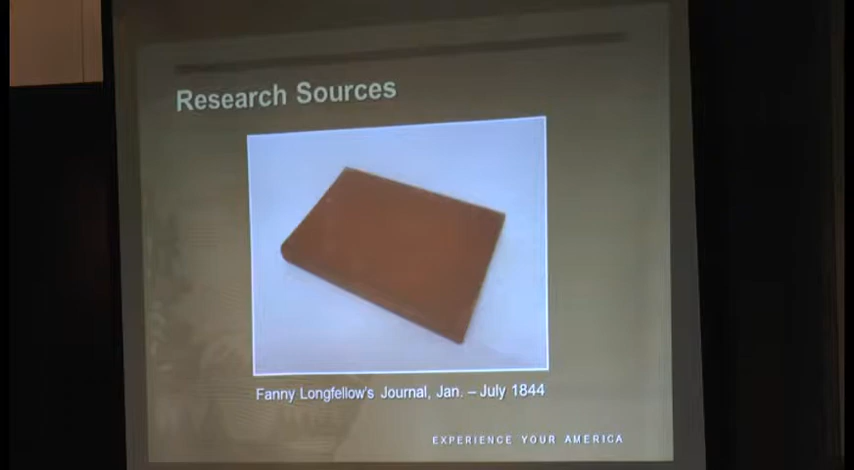 Research Sources
Fanny Longfellow's Journal, Jan. – July 1844
EXPERIENCE YOUR AMERICA